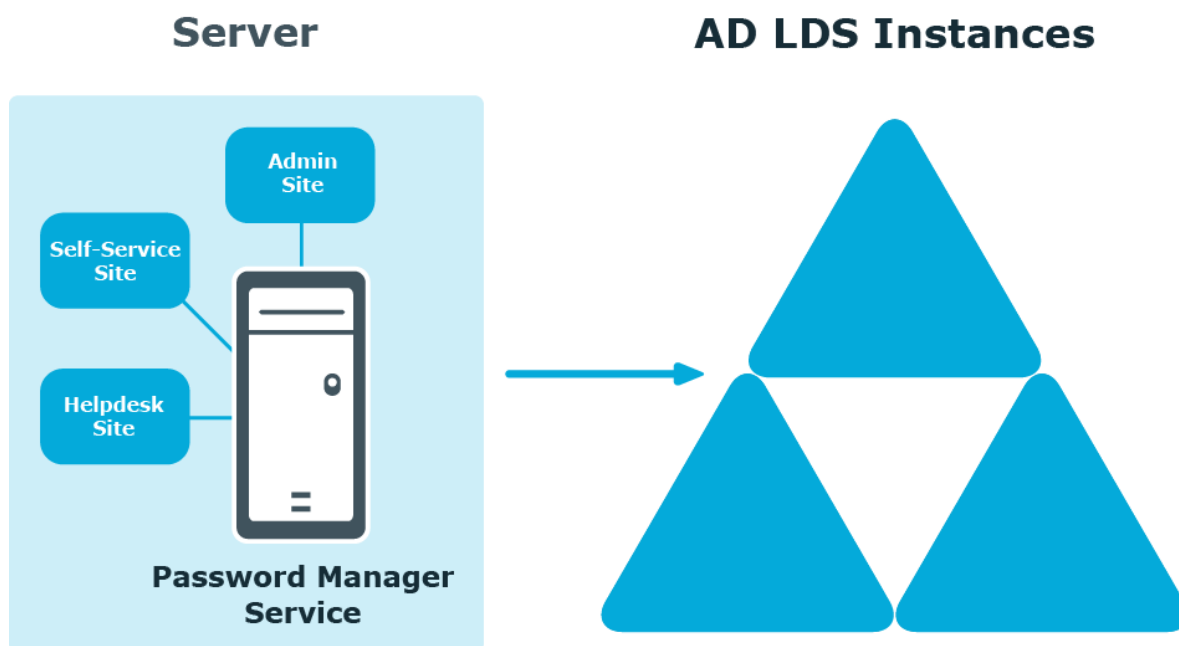 Server
AD LDS Instances
Admin
Site
Self-Service
Site
Helpdesk
Site
Password Manager
Service